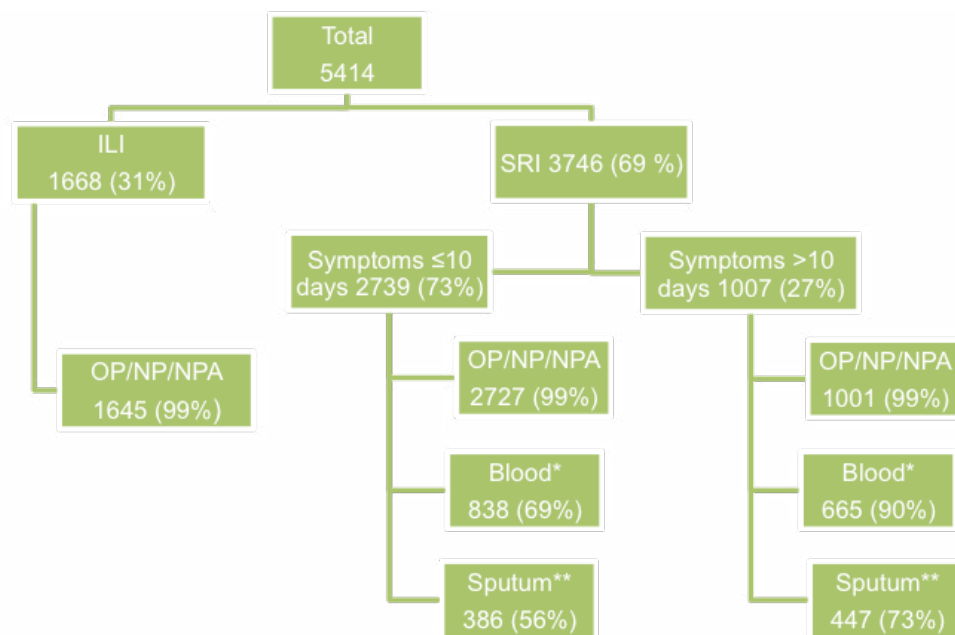 Total
5414
ILI
1668 (31%)
SRI 3746 (69 %)
Symptoms ≤10
days 2739 (73%)
Symptoms >10
days 1007 (27%)
OP/NP/NPA
1645 (99%)
OP/NP/NPA
2727 (99%)
OP/NP/NPA
1001 (99%)
Blood*
838 (69%)
Blood*
665 (90%)
Sputum**
386 (56%)
Sputum**
447 (73%)